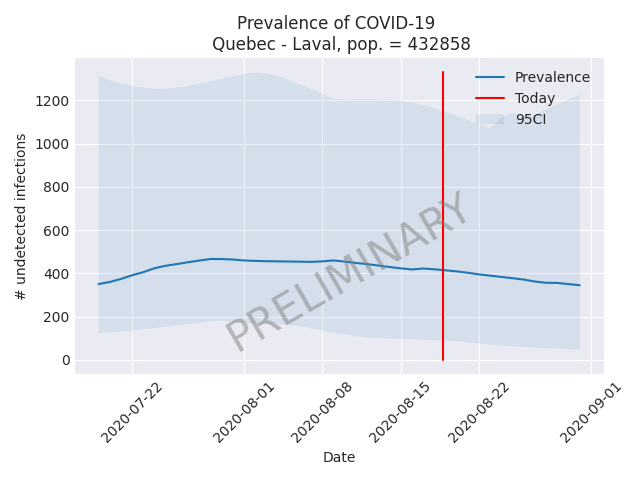 Prevalence of COVID-19
Quebec - Laval, pop. = 432858
Prevalence
Today
95CI
# undetected infections
1200
1000
800
600
400
200
0
PRELIMINARY
2020-07-22
2020-08-01
2020-08-08
2020-08-15
2020-08-22
2020-09-01
Date